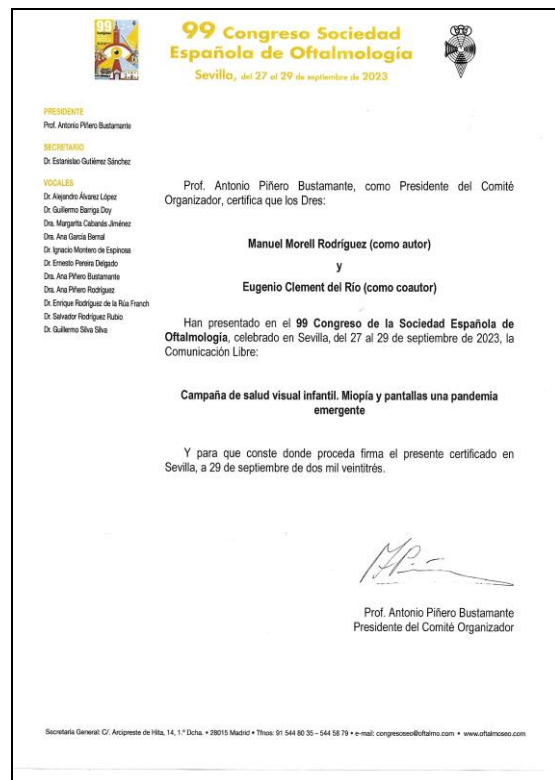 99 Congreso Sociedad
Española de Oftalmología
Sevilla, del 27 al 29 de septiembre de 2023
PRESIDENTE
Prof. Antonio Piñero Bustamante
SECRETARIO
Dr. Estanislao Gutiérrez Sánchez
VOCALES
Dr. Alejandro Álvarez López
Dr. Guillermo Barriga Doy
Dra. Margarita Cabanás Jiménez
Dra. Ana García Bernal
Dr. Ignacio Montero de Espinosa
Dr. Ernesto Pereira Delgado
Dra. Ana Piñero Bustamante
Dra. Ana Piñero Rodríguez
Dr. Enrique Rodríguez de la Rúa Franch
Dr. Salvador Rodríguez Rubio
Dr. Guillermo Silva Silva
Prof. Antonio Piñero Bustamante, como Presidente del Comité
Organizador, certifica que los Dres:
Manuel Morell Rodríguez (como autor)
y
Eugenio Clement del Río (como coautor)
Han presentado en el 99 Congreso de la Sociedad Española de
Oftalmología, celebrado en Sevilla, del 27 al 29 de septiembre de 2023, la
Comunicación Libre:
Campaña de salud visual infantil. Miopía y pantallas una pandemia
emergente
Y para que conste donde proceda firma el presente certificado en
Sevilla, a 29 de septiembre de dos mil veintitrés.
Prof. Antonio Piñero Bustamante
Presidente del Comité Organizador
Secretaría General: C/. Arcipreste de Hita, 14, 1.º Dcha. • 28015 Madrid • Tfnos: 91 544 80 35 – 544 58 79 • e-mail: congresoseo@oftalmo.com • www.oftalmoseo.com